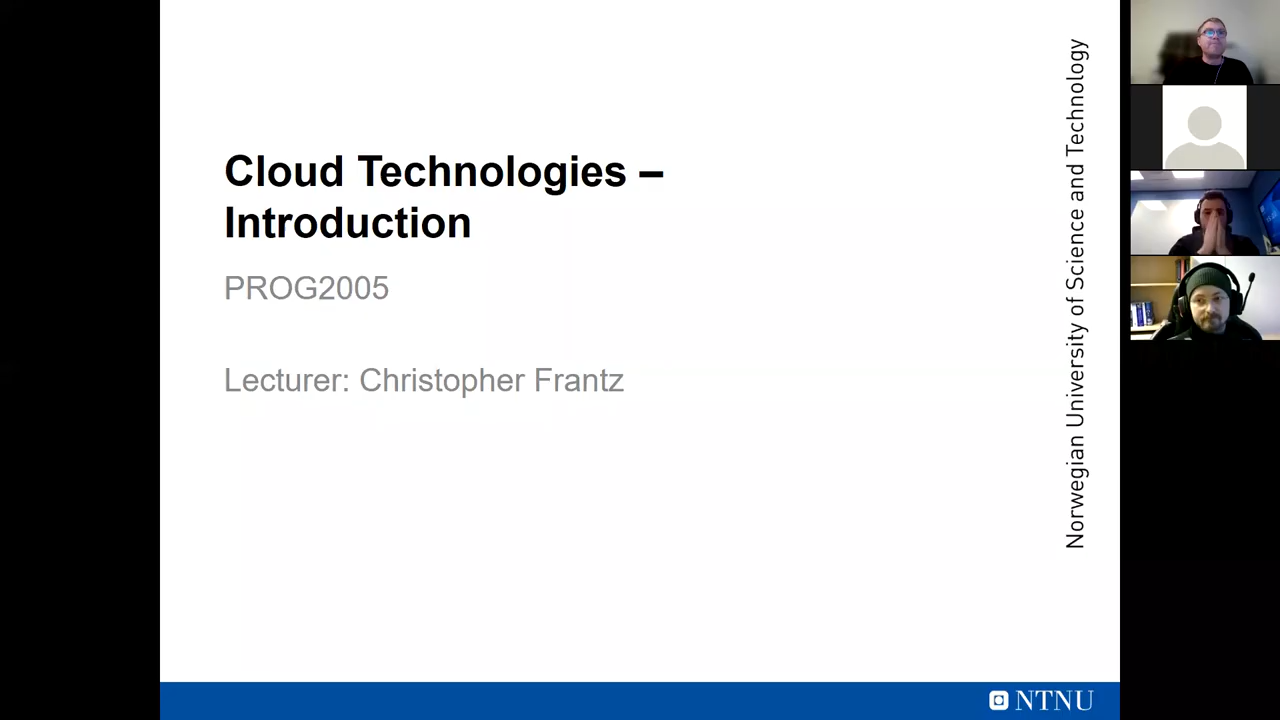 Cloud Technologies –
Introduction
PROG2005
Lecturer: Christopher Frantz
Norwegian University of Science and Technology
NTNU